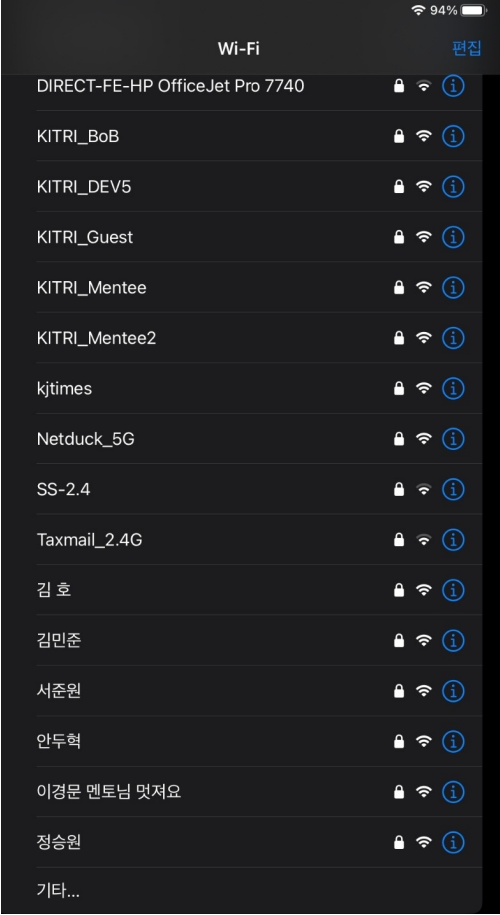 94%
Wi-Fi 편집
DIRECT-FE-HP OfficeJet Pro 7740
KITRI_BoB
KITRI_DEV5
KITRI_Guest
KITRI_Mentee
KITRI_Mentee2
kjtimes
Netduck_5G
SS-2.4
Taxmail_2.4G
김 호
김민준
서준원
안두혁
이경문 멘토님 멋져요
정승원
기타...